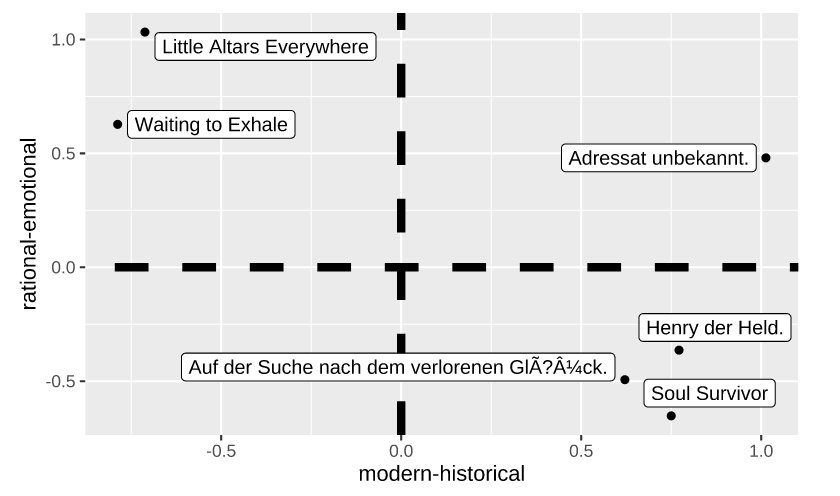 1.0
Little Altars Everywhere
Waiting to Exhale
0.5
Adressat unbekannt.
rational-emotional
0.0
Henry der Held.
Auf der Suche nach dem verlorenen GlÃ?Â¼ck.
-0.5
Soul Survivor
-0.5 0.0 0.5 1.0
modern-historical